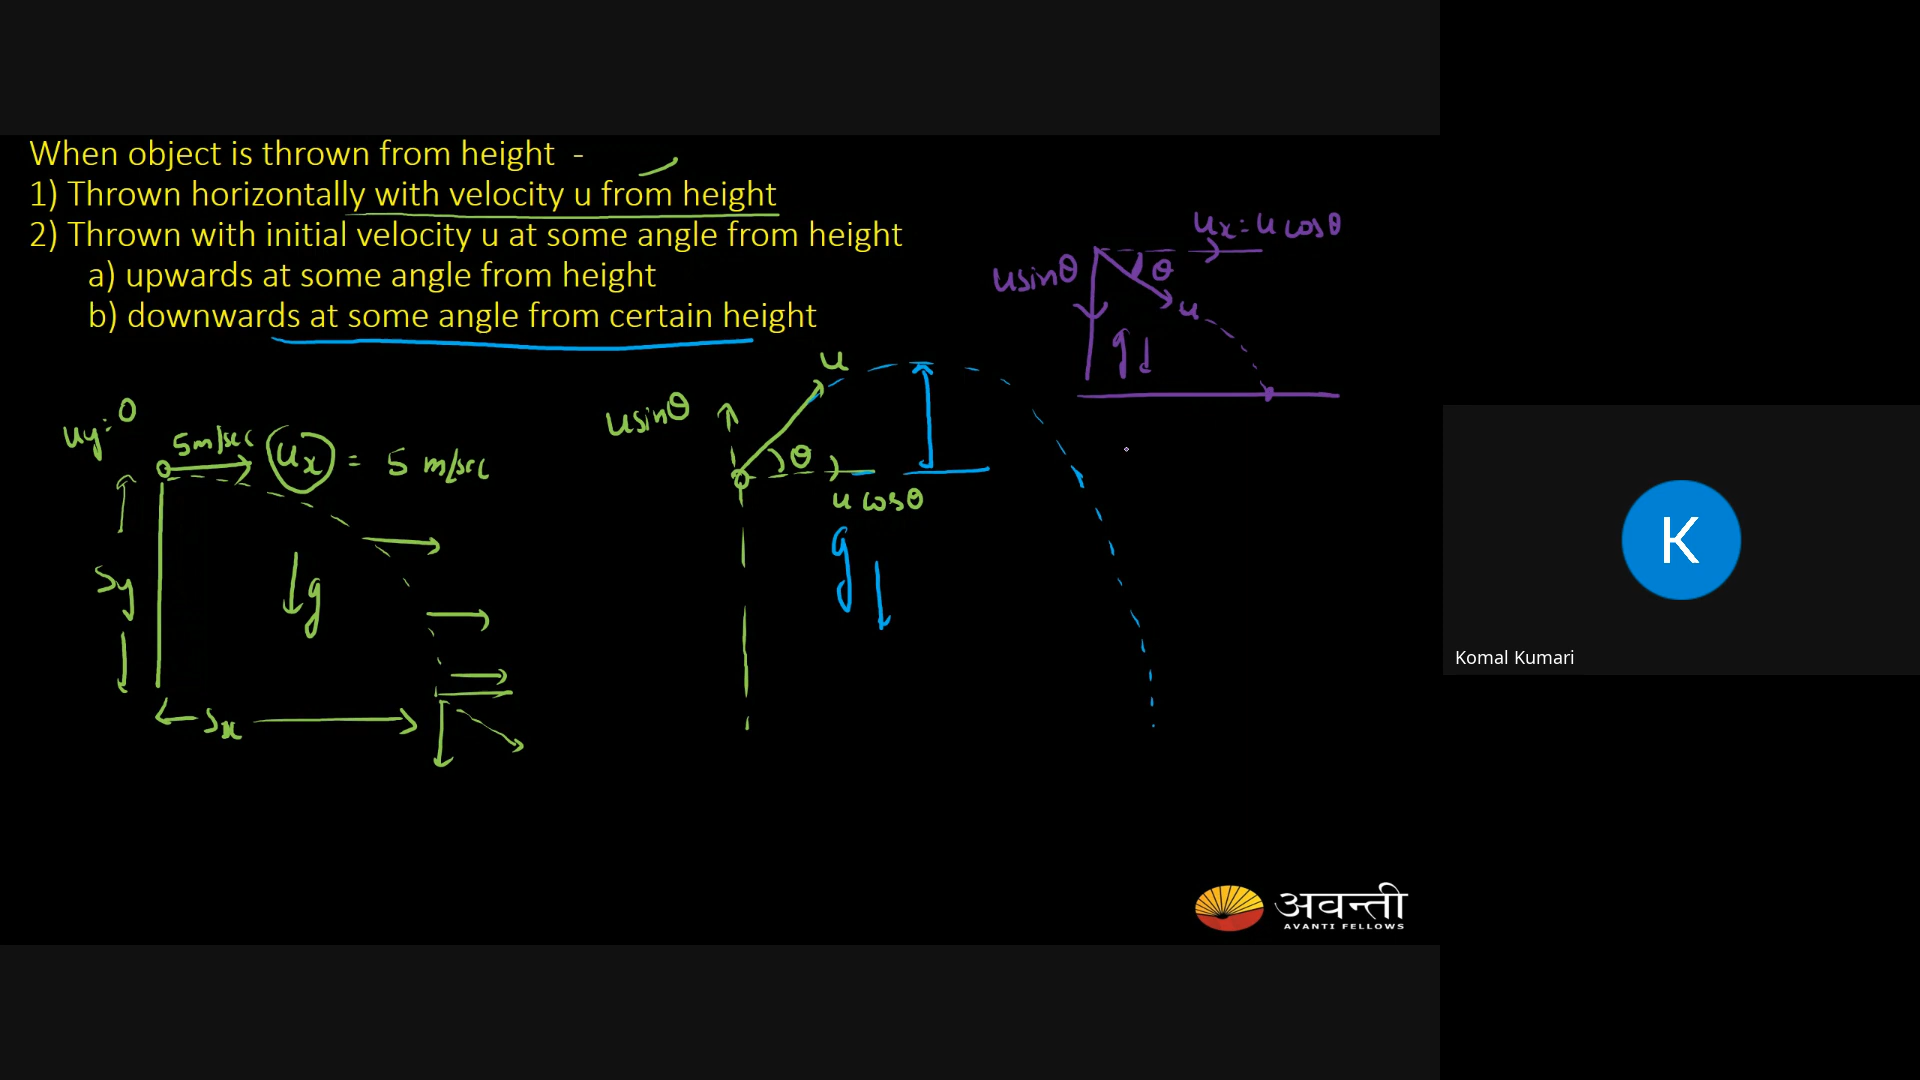 When object is thrown from height -
1) Thrown horizontally with velocity u from height
2) Thrown with initial velocity u at some angle from height
a) upwards at some angle from height
b) downwards at some angle from certain height
ux = u cosθ
usinθ
θ
u
g
uy = 0
5m/sec
ux = 5 m/sec
Sy
g
Sx
u
usinθ
θ
u cosθ
g
K
Komal Kumari
अवन्ती
AVANTI FELLOWS